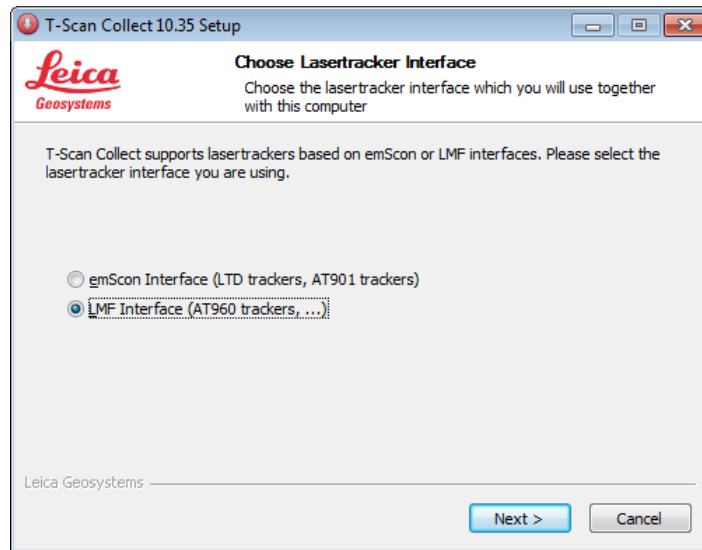 T-Scan Collect 10.35 Setup
Leica
Geosystems
Choose Lasertracker Interface
Choose the lasertracker interface which you will use together
with this computer
T-Scan Collect supports lasertrackers based on emScon or LMF interfaces. Please select the
lasertracker interface you are using.
emScon Interface (LTD trackers, AT901 trackers)
LMF Interface (AT960 trackers, ...)
Leica Geosystems
Next >
Cancel